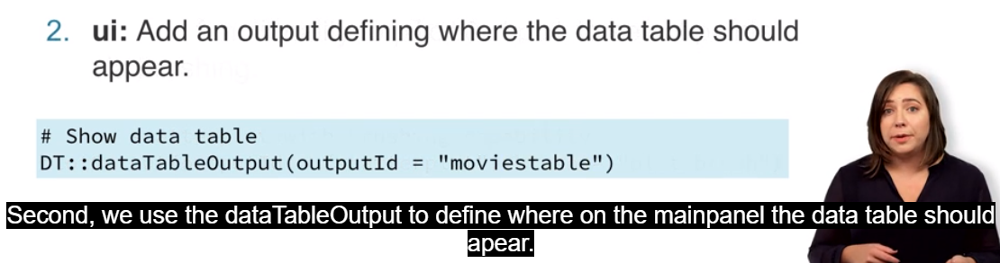 2. ui: Add an output defining where the data table should
appear.
# Show data table
DT::dataTableOutput(outputId = "moviestable")
Second, we use the dataTableOutput to define where on the mainpanel the data table should
apear.